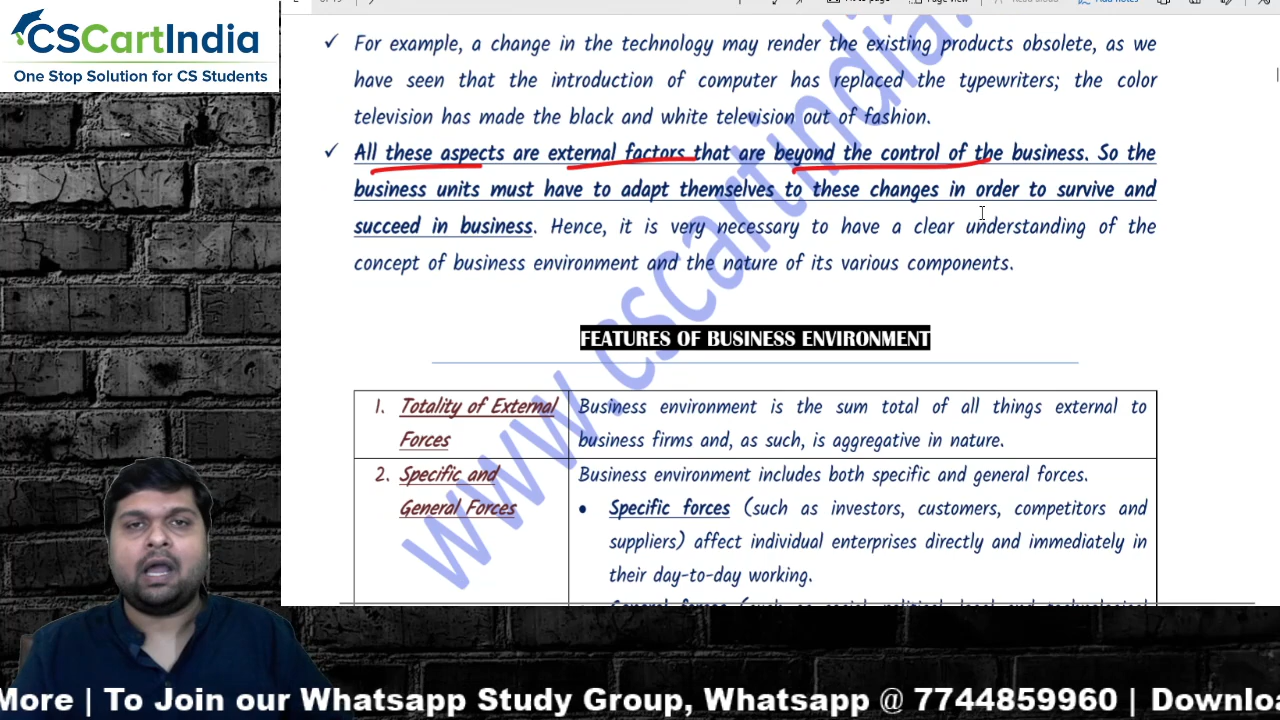 CSCartIndia
One Stop Solution for CS Students
✓ For example, a change in the technology may render the existing products obsolete, as we
have seen that the introduction of computer has replaced the typewriters; the color
television has made the black and white television out of fashion.
✓ All these aspects are external factors that are beyond the control of the business. So the
business units must have to adapt themselves to these changes in order to survive and
succeed in business. Hence, it is very necessary to have a clear understanding of the
concept of business environment and the nature of its various components.
FEATURES OF BUSINESS ENVIRONMENT
1. Totality of External
Forces
Business environment is the sum total of all things external to
business firms and, as such, is aggregative in nature.
2. Specific and
General Forces
Business environment includes both specific and general forces.
• Specific forces (such as investors, customers, competitors and
suppliers) affect individual enterprises directly and immediately in
their day-to-day working.
www.cscartindia.
More | To Join our Whatsapp Study Group, Whatsapp @ 7744859960 | Downlo